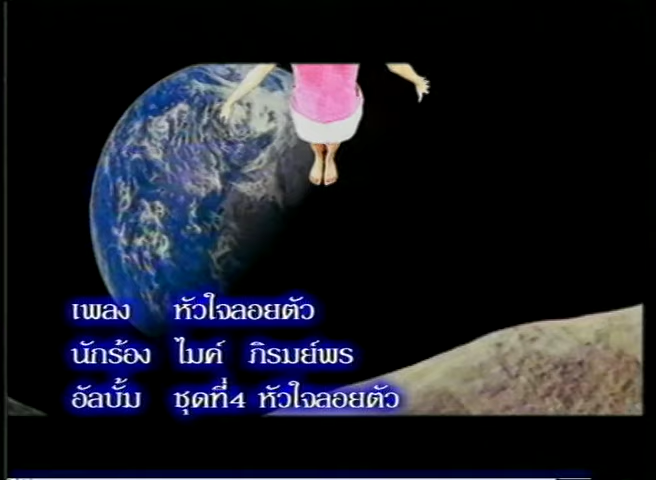 เพลง หัวใจลอยตัว
นักร้อง ไมค์ ภิรมย์พร
อัลบั้ม ชุดที่4 หัวใจลอยตัว